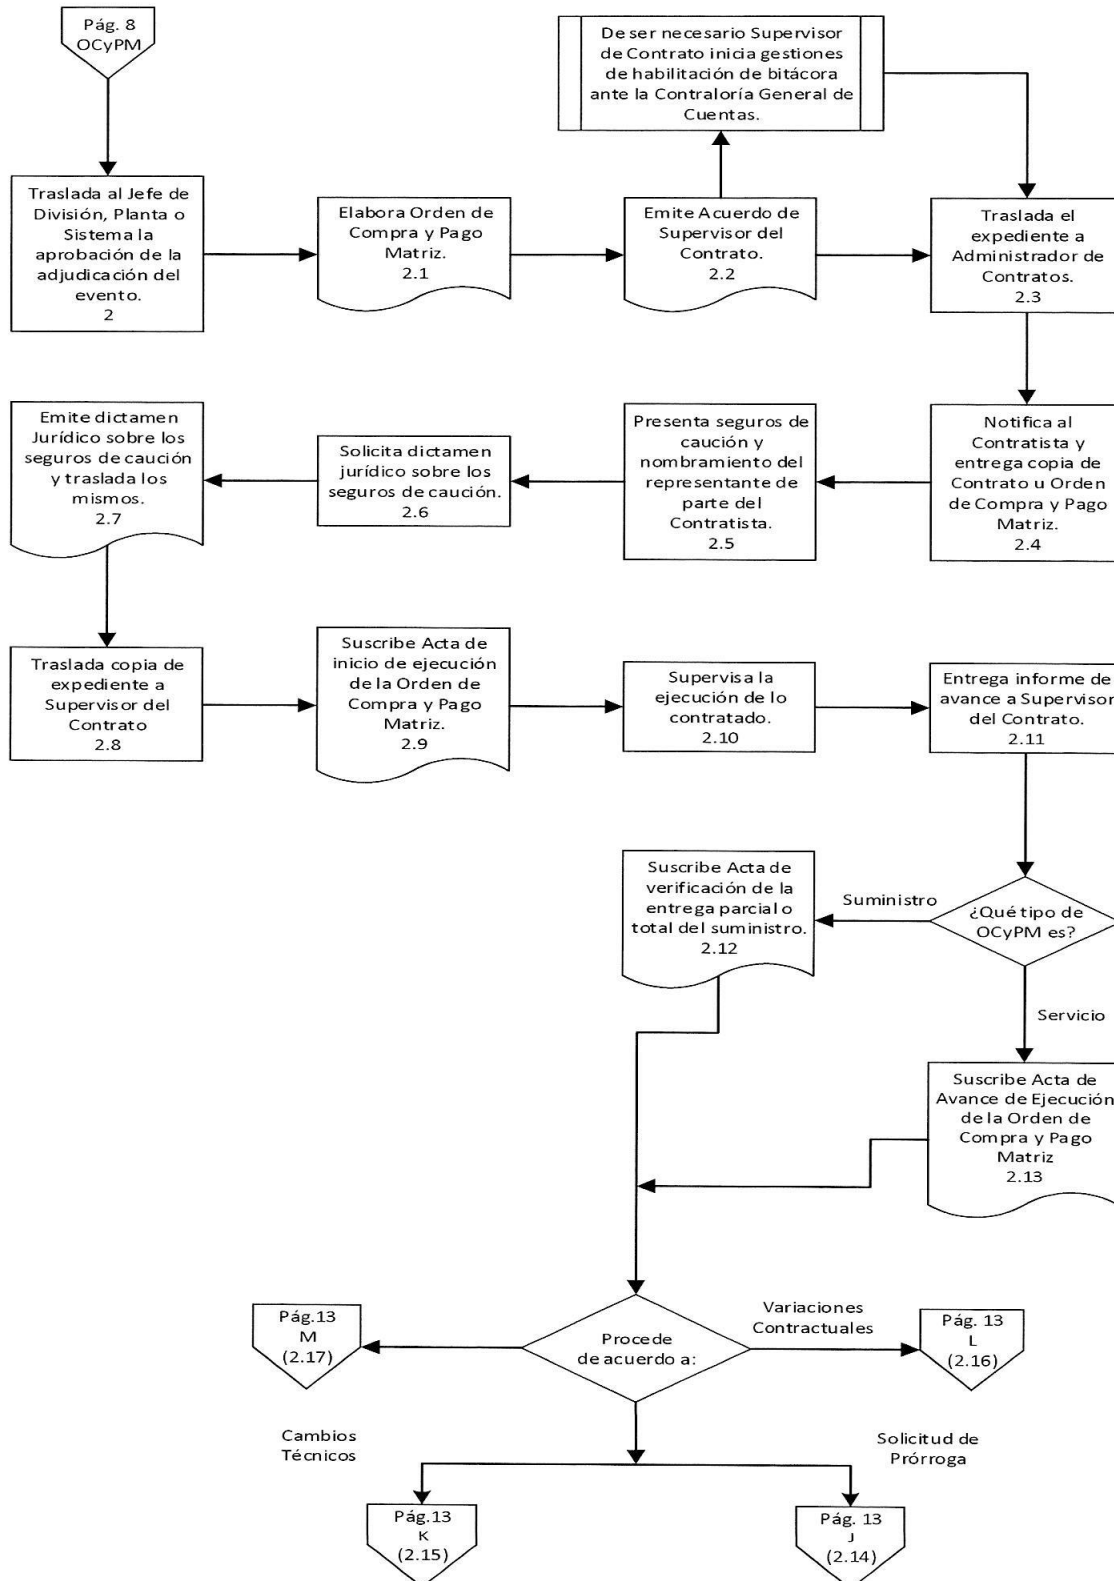 Pág. 8
OCyPM
De ser necesario Supervisor
de Contrato inicia gestiones
de habilitación de bitácora
ante la Contraloría General de
Cuentas.
Traslada al Jefe de
División, Planta o
Sistema la
aprobación de la
adjudicación del
evento.
2
Elabora Orden de
Compra y Pago
Matriz.
2.1
Emite Acuerdo de
Supervisor del
Contrato.
2.2
Traslada el
expediente a
Administrador de
Contratos.
2.3
Notifica al
Contratista y
entrega copia de
Contrato u Orden
de Compra y Pago
Matriz.
2.4
Presenta seguros de
caución y
nombramiento del
representante de
parte del
Contratista.
2.5
Solicita dictamen
jurídico sobre los
seguros de caución.
2.6
Emite dictamen
Jurídico sobre los
seguros de caución
y traslada los
mismos.
2.7
Traslada copia de
expediente a
Supervisor del
Contrato
2.8
Suscribe Acta de
inicio de ejecución
de la Orden de
Compra y Pago
Matriz.
2.9
Supervisa la
ejecución de lo
contratado.
2.10
Entrega informe de
avance a Supervisor
del Contrato.
2.11
¿Qué tipo de
OCyPM es?
Suministro
Suscribe Acta de
verificación de la
entrega parcial o
total del suministro.
2.12
Servicio
Suscribe Acta de
Avance de Ejecución
de la Orden de
Compra y Pago
Matriz
2.13
Procede
de acuerdo a:
Pág.13
M
(2.17)
Variaciones
Contractuales
Pág. 13
L
(2.16)
Cambios
Técnicos
Solicitud de
Prórroga
Pág.13
K
(2.15)
Pág. 13
J
(2.14)